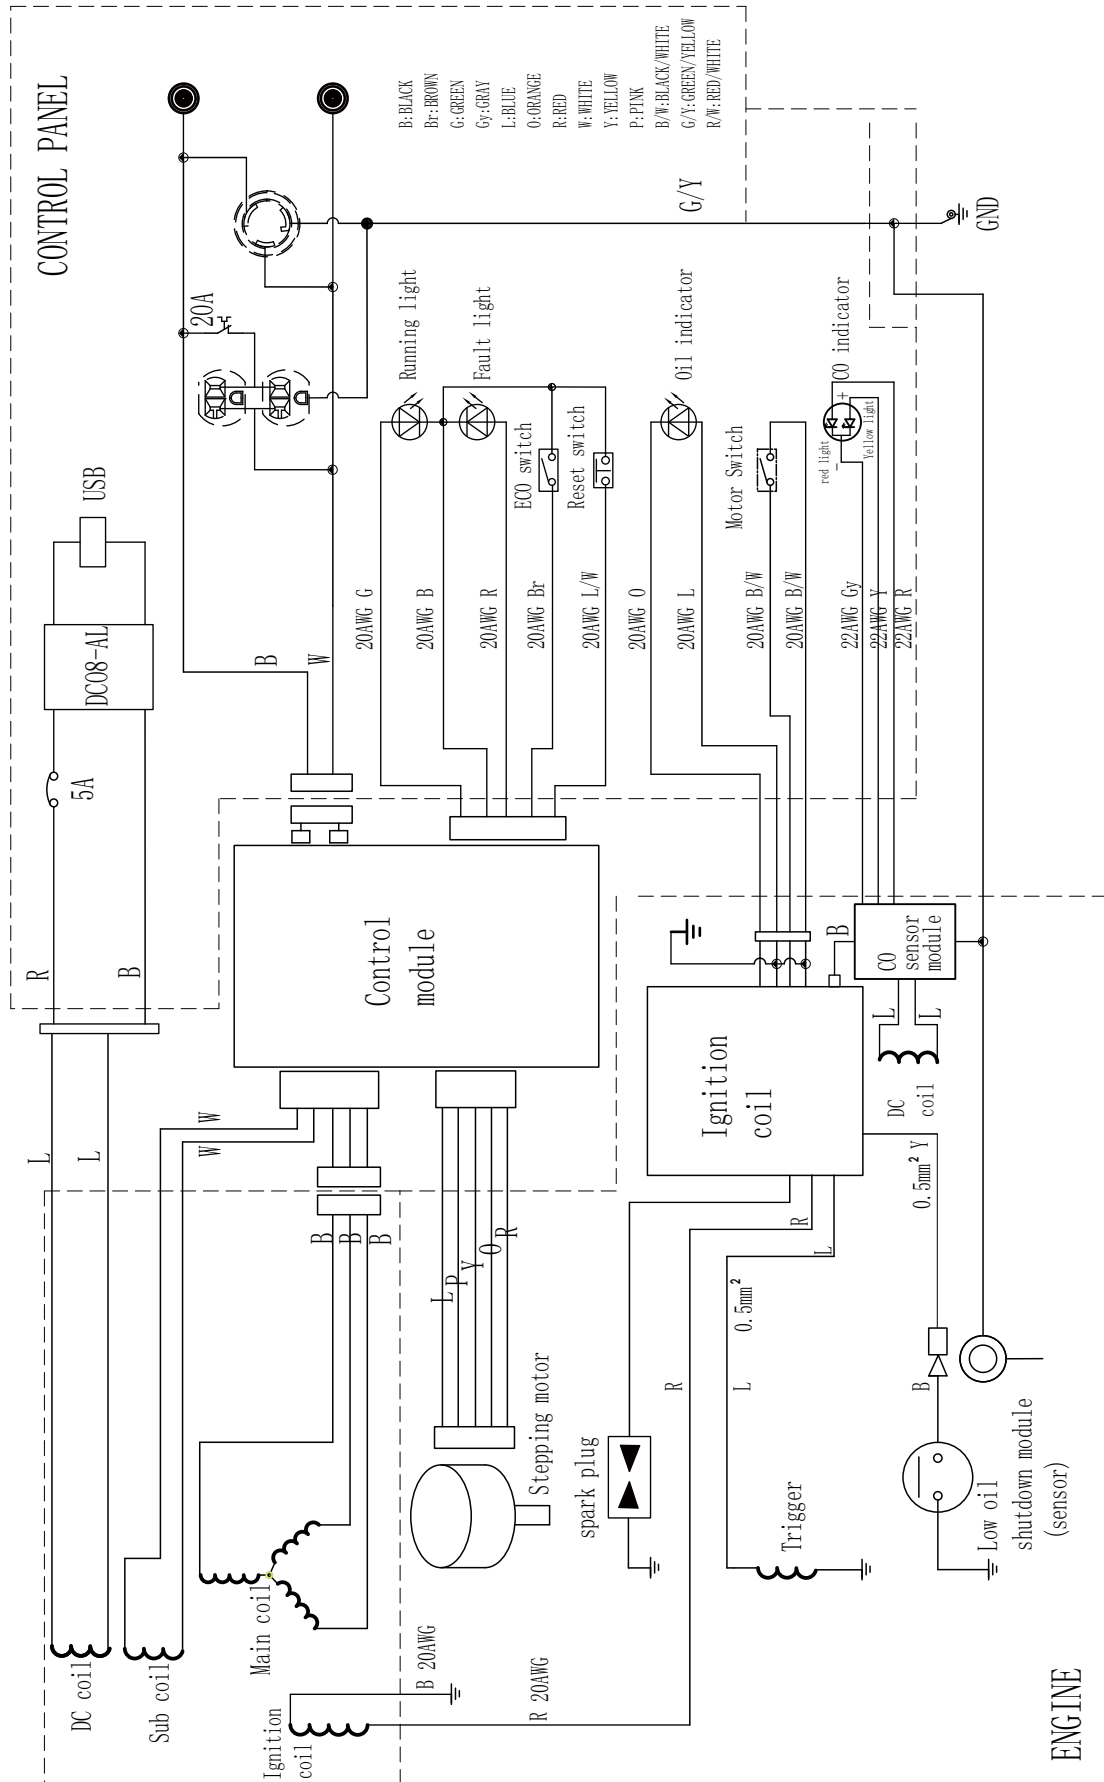 CONTROL PANEL
B:BLACK
Br:BROWN
G:GREEN
Gy:GRAY
L:BLUE
O:ORANGE
R:RED
W:WHITE
Y:YELLOW
P:PINK
B/W:BLACK/WHITE
G/Y:GREEN/YELLOW
R/W:RED/WHITE
USB
DC08-AL
5A
R
B
20A
B
W
G/Y
GND
Running light
Fault light
ECO switch
Reset switch
Oil indicator
Motor Switch
CO indicator
red light
Yellow light
-
+
20AWG G
20AWG B
20AWG R
20AWG Br
20AWG L/W
20AWG O
20AWG L
20AWG B/W
20AWG B/W
22AWG Gy
22AWG Y
22AWG R
Control
module
Ignition
coil
B
CO
sensor
module
L
L
DC
coil
L
L
W
W
B
B
B
L
P
Y
O
R
R
L
0.5mm² Y
0.5mm²
R
L
B
DC coil
Sub coil
Main coil
Ignition
coil
B 20AWG
R 20AWG
Stepping motor
spark plug
Trigger
Low oil
shutdown module
(sensor)
ENGINE